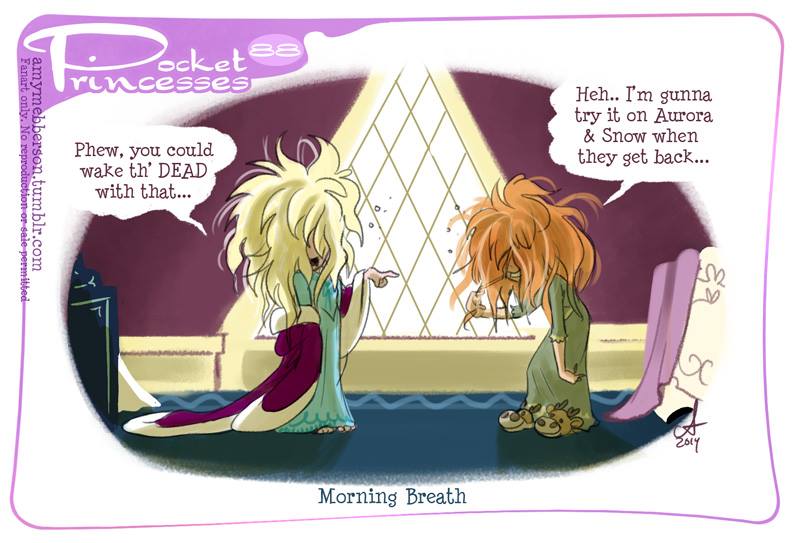 Pocket
Princesses
88
amymebberson.tumblr.com
Fanart only. No reproduction or sale permitted
Phew, you could
wake th' DEAD
with that...
Heh.. I'm gunna
try it on Aurora
& Snow when
they get back...
A
2014
Morning Breath